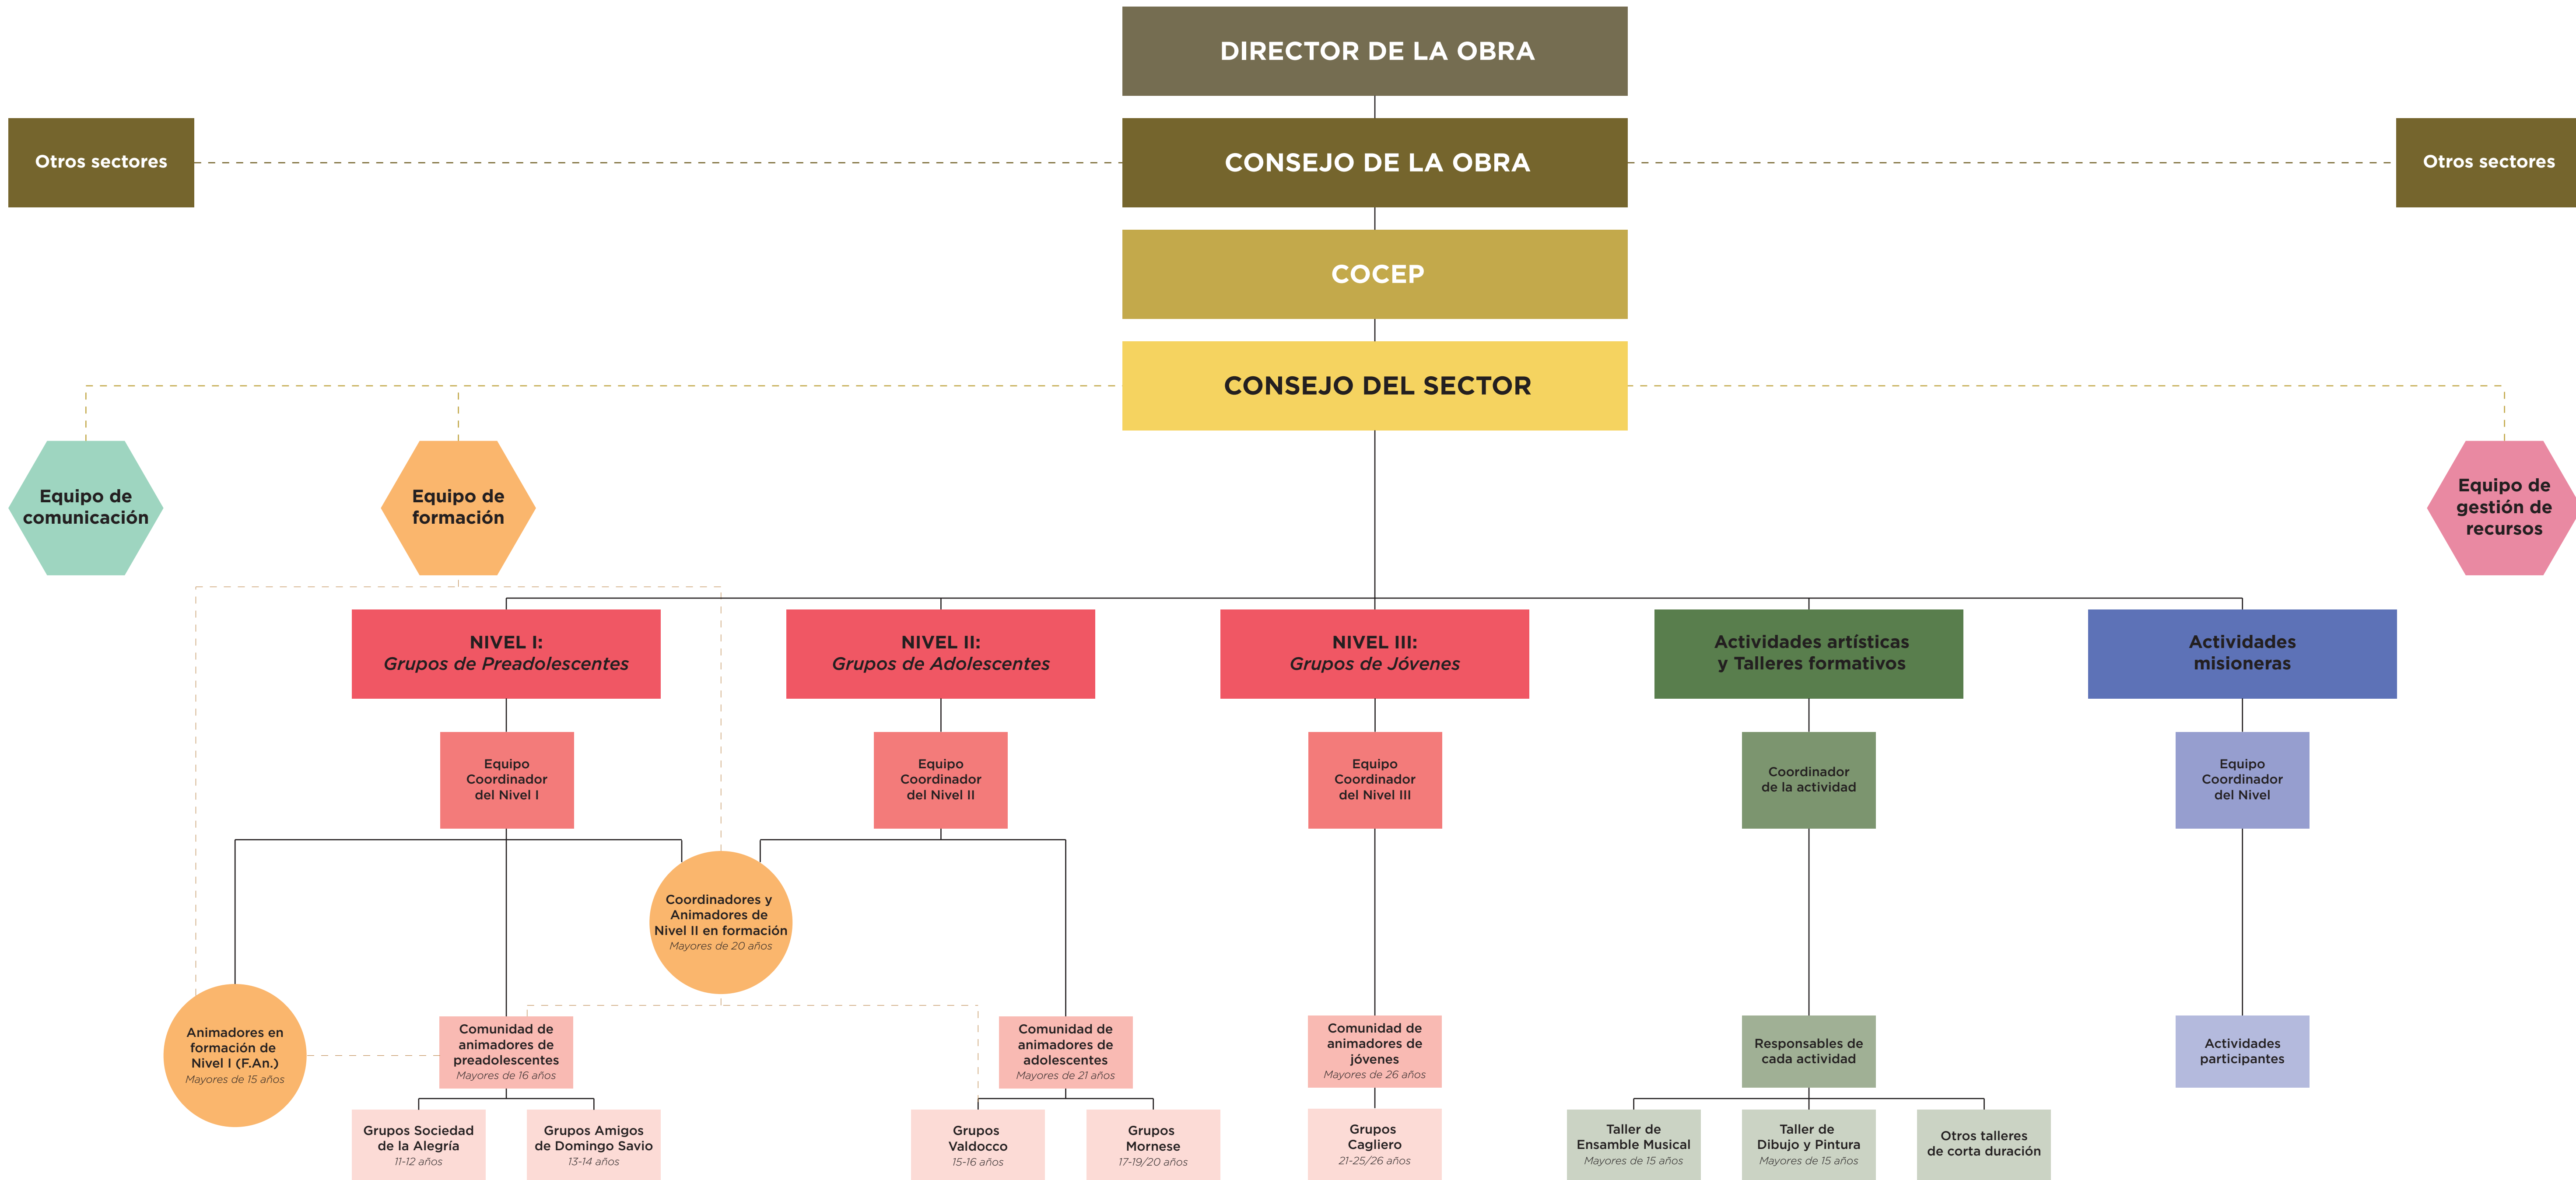 DIRECTOR DE LA OBRA
Otros sectores
CONSEJO DE LA OBRA
Otros sectores
COCEP
CONSEJO DEL SECTOR
Equipo de
comunicación
Equipo de
formación
Equipo de
gestión de
recursos
NIVEL I:
Grupos de Preadolescentes
NIVEL II:
Grupos de Adolescentes
NIVEL III:
Grupos de Jóvenes
Actividades artísticas
y Talleres formativos
Actividades
misioneras
Equipo
Coordinador
del Nivel I
Equipo
Coordinador
del Nivel II
Equipo
Coordinador
del Nivel III
Coordinador
de la actividad
Equipo
Coordinador
del Nivel
Coordinadores y
Animadores de
Nivel II en formación
Mayores de 20 años
Animadores en
formación de
Nivel I (F.An.)
Mayores de 15 años
Comunidad de
animadores de
preadolescentes
Mayores de 16 años
Comunidad de
animadores de
adolescentes
Mayores de 21 años
Comunidad de
animadores de
jóvenes
Mayores de 26 años
Responsables de
cada actividad
Actividades
participantes
Grupos Sociedad
de la Alegría
11-12 años
Grupos Amigos
de Domingo Savio
13-14 años
Grupos
Valdocco
15-16 años
Grupos
Mornese
17-19/20 años
Grupos
Cagliero
21-25/26 años
Taller de
Ensamble Musical
Mayores de 15 años
Taller de
Dibujo y Pintura
Mayores de 15 años
Otros talleres
de corta duración